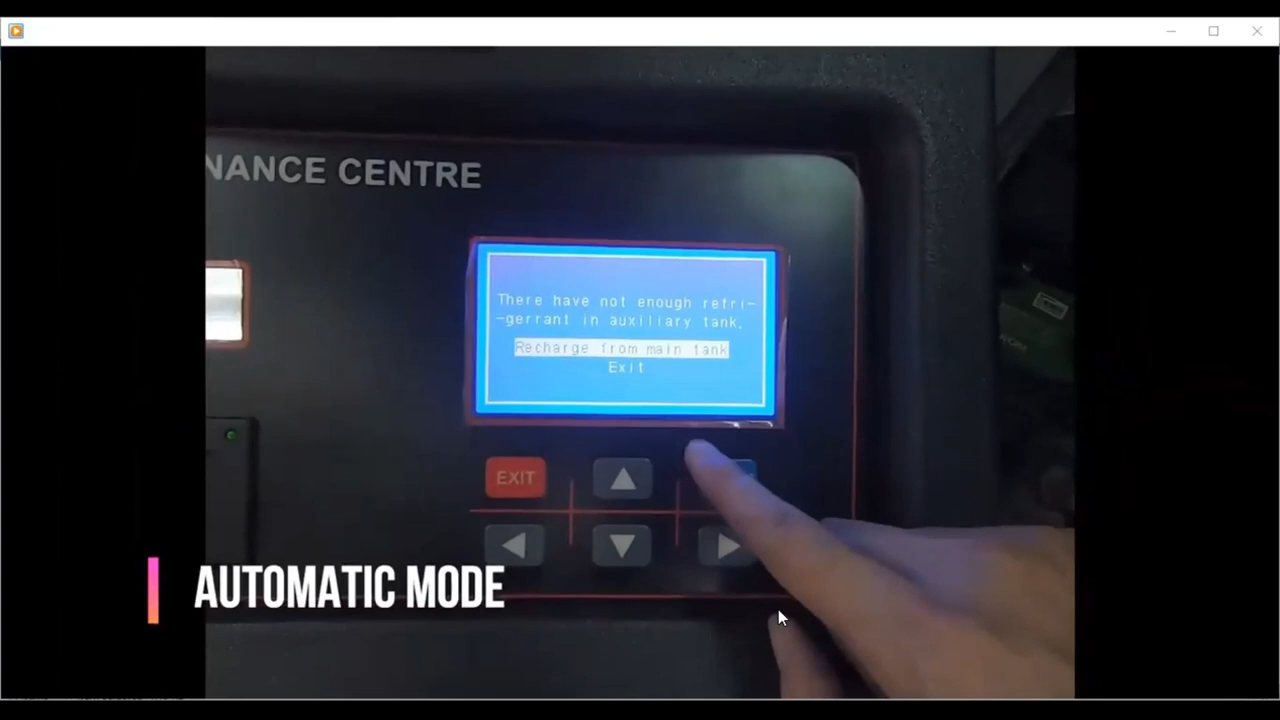 NANCE CENTRE
There have not enough refri-
-gerrant in auxiliary tank.
Recharge from main tank
Exit
EXIT
AUTOMATIC MODE